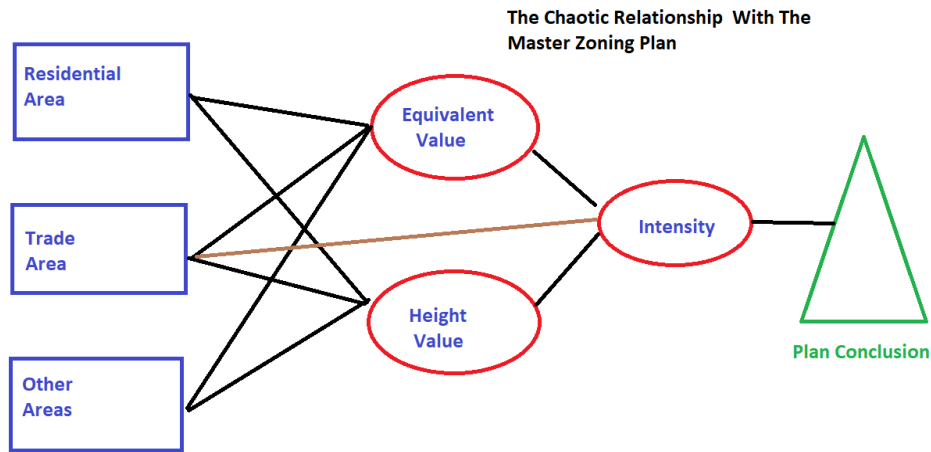 The Chaotic Relationship With The
Master Zoning Plan
Residential
Area
Equivalent
Value
Trade
Area
Intensity
Height
Value
Other
Areas
Plan Conclusion